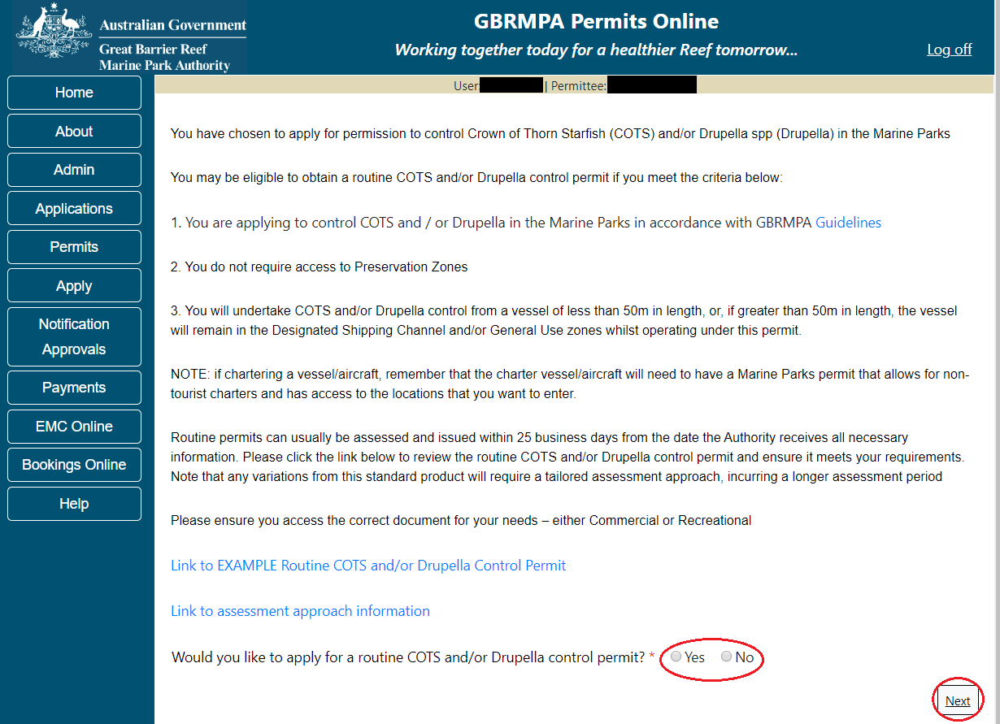 Australian Government
Great Barrier Reef
Marine Park Authority
GBRMPA Permits Online
Working together today for a healthier Reef tomorrow...
Log off
Home
About
Admin
Applications
Permits
Apply
Notification
Approvals
Payments
EMC Online
Bookings Online
Help
User: | Permittee:
You have chosen to apply for permission to control Crown of Thorn Starfish (COTS) and/or Drupella spp (Drupella) in the Marine Parks
You may be eligible to obtain a routine COTS and/or Drupella control permit if you meet the criteria below:
1. You are applying to control COTS and / or Drupella in the Marine Parks in accordance with GBRMPA Guidelines
2. You do not require access to Preservation Zones
3. You will undertake COTS and/or Drupella control from a vessel of less than 50m in length, or, if greater than 50m in length, the vessel
will remain in the Designated Shipping Channel and/or General Use zones whilst operating under this permit.
NOTE: if chartering a vessel/aircraft, remember that the charter vessel/aircraft will need to have a Marine Parks permit that allows for non-
tourist charters and has access to the locations that you want to enter.
Routine permits can usually be assessed and issued within 25 business days from the date the Authority receives all necessary
information. Please click the link below to review the routine COTS and/or Drupella control permit and ensure it meets your requirements.
Note that any variations from this standard product will require a tailored assessment approach, incurring a longer assessment period
Please ensure you access the correct document for your needs – either Commercial or Recreational
Link to EXAMPLE Routine COTS and/or Drupella Control Permit
Link to assessment approach information
Would you like to apply for a routine COTS and/or Drupella control permit? * Yes No
Next